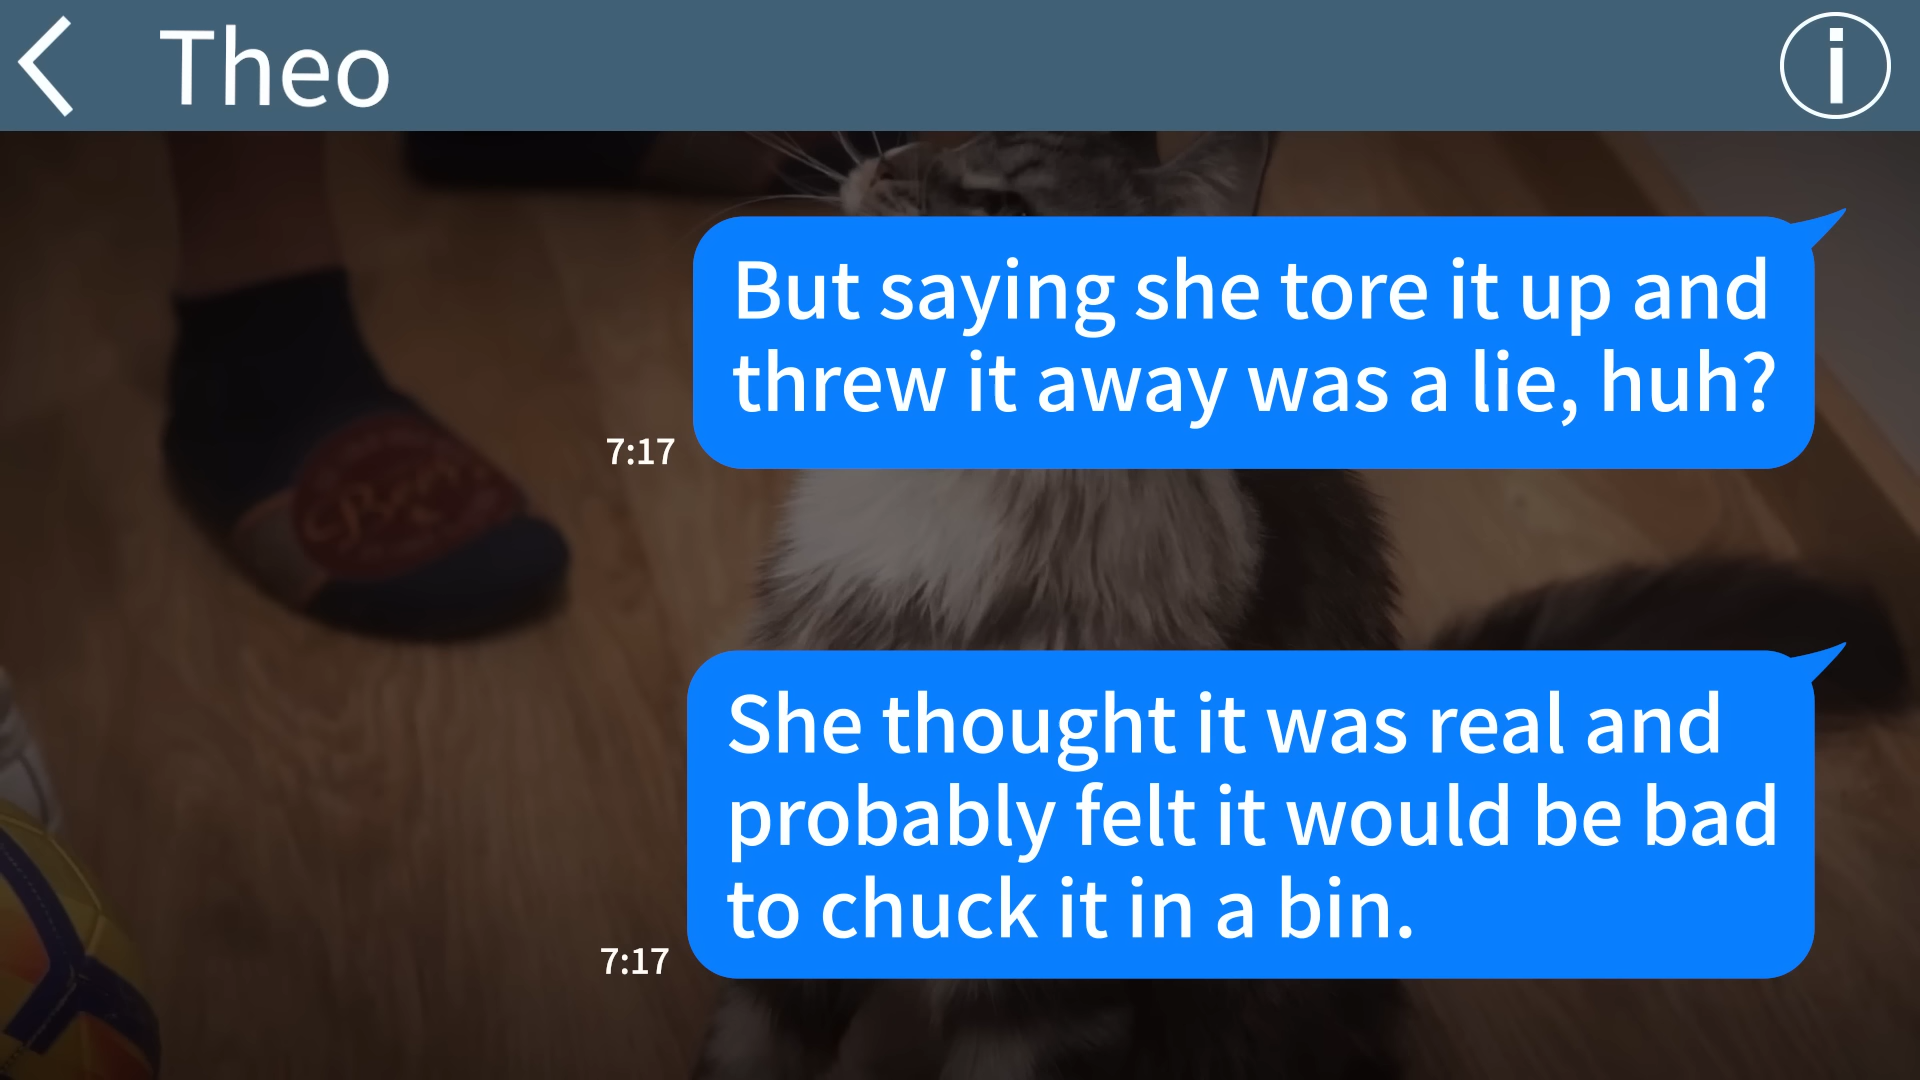 Theo
But saying she tore it up and
threw it away was a lie, huh?
7:17
She thought it was real and
probably felt it would be bad
to chuck it in a bin.
7:17